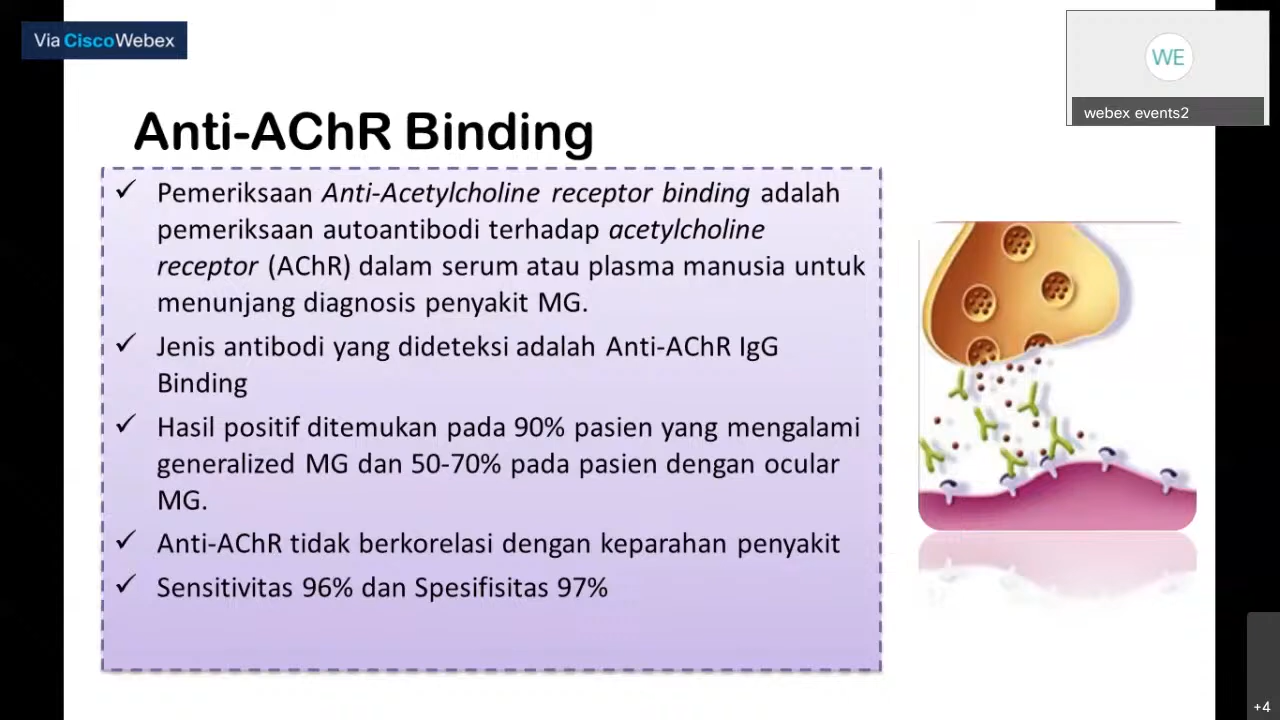 Via CiscoWebex
WE
webex events2
Anti-AChR Binding
✓ Pemeriksaan Anti-Acetylcholine receptor binding adalah
pemeriksaan autoantibodi terhadap acetylcholine
receptor (AChR) dalam serum atau plasma manusia untuk
menunjang diagnosis penyakit MG.
✓ Jenis antibodi yang dideteksi adalah Anti-AChR IgG
Binding
✓ Hasil positif ditemukan pada 90% pasien yang mengalami
generalized MG dan 50-70% pada pasien dengan ocular
MG.
✓ Anti-AChR tidak berkorelasi dengan keparahan penyakit
✓ Sensitivitas 96% dan Spesifisitas 97%
+4